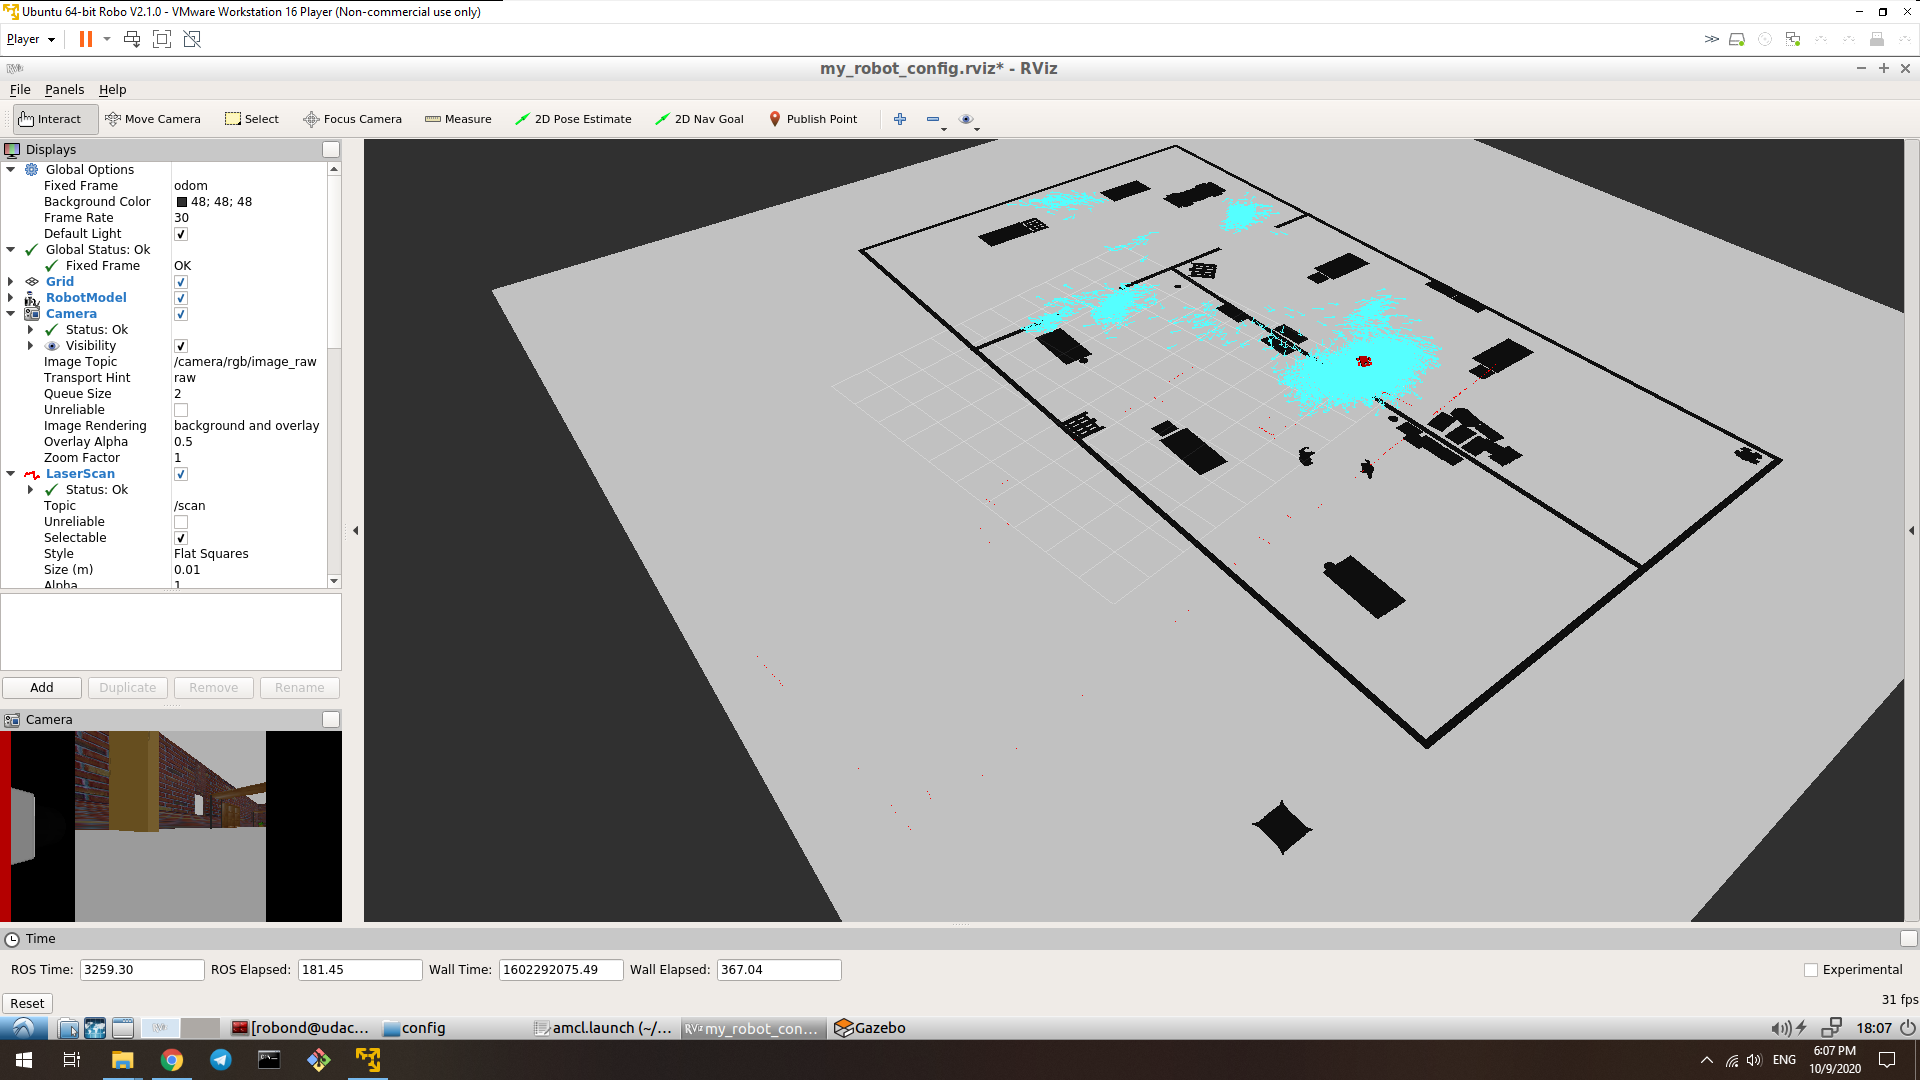 Ubuntu 64-bit Robo V2.1.0 - VMware Workstation 16 Player (Non-commercial use only)
Player
my_robot_config.rviz* - RViz
File Panels Help
Interact Move Camera Select Focus Camera Measure 2D Pose Estimate 2D Nav Goal Publish Point
Displays
Global Options
Fixed Frame odom
Background Color 48; 48; 48
Frame Rate 30
Default Light
Global Status: Ok
Fixed Frame OK
Grid
RobotModel
Camera
Status: Ok
Visibility
Image Topic /camera/rgb/image_raw
Transport Hint raw
Queue Size 2
Unreliable
Image Rendering background and overlay
Overlay Alpha 0.5
Zoom Factor 1
LaserScan
Status: Ok
Topic /scan
Unreliable
Selectable
Style Flat Squares
Size (m) 0.01
Alpha 1
Add Duplicate Remove Rename
Camera
Time
ROS Time: 3259.30 ROS Elapsed: 181.45 Wall Time: 1602292075.49 Wall Elapsed: 367.04 Experimental
Reset 31 fps
[robond@udac... config amcl.launch (~/... my_robot_con... Gazebo 18:07
ENG 6:07 PM
10/9/2020